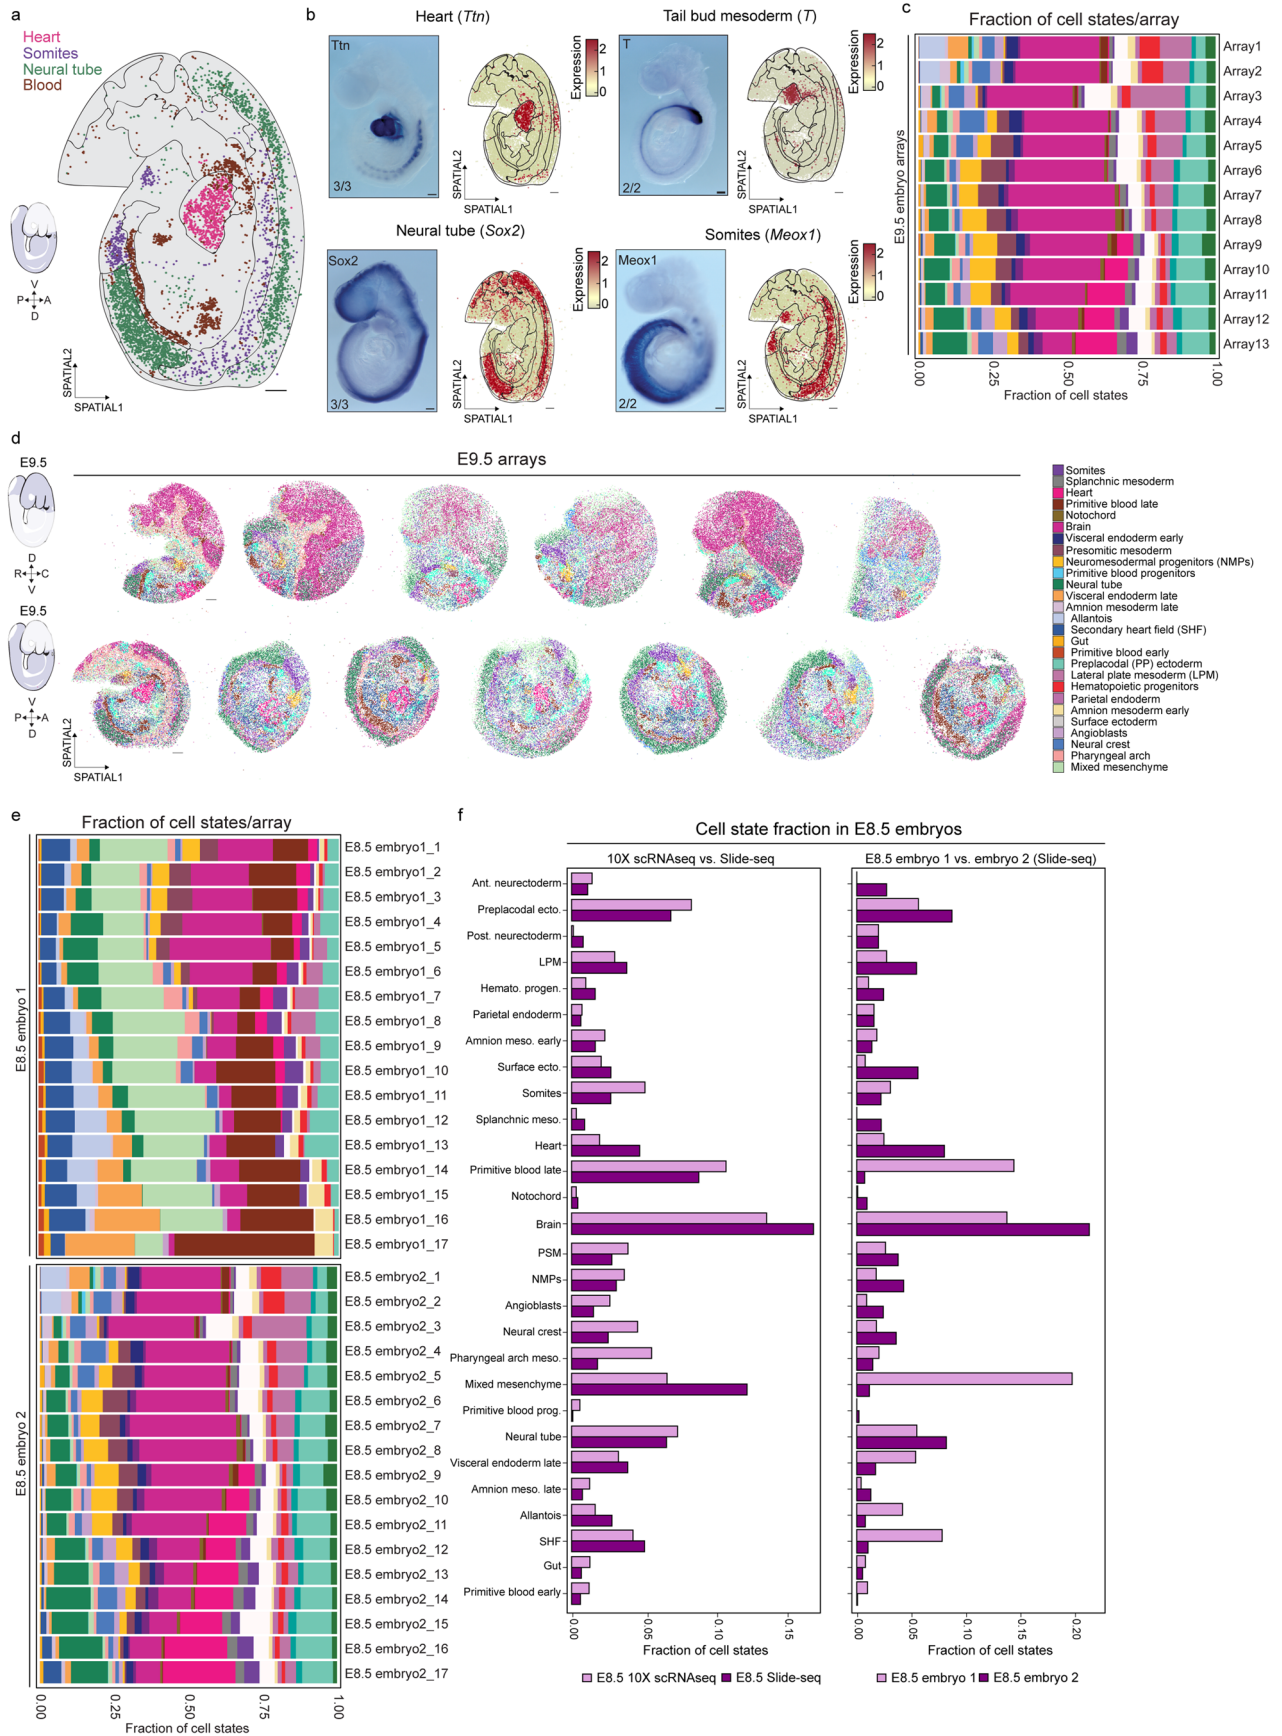 a
Heart
Somites
Neural tube
Blood
V
P A
D
SPATIAL2
SPATIAL1
b
Heart (Ttn)
Ttn
3/3
Expression
2
1
0
SPATIAL2
SPATIAL1
Tail bud mesoderm (T)
T
2/2
Expression
2
1
0
SPATIAL2
SPATIAL1
Neural tube (Sox2)
Sox2
3/3
Expression
2
1
0
SPATIAL2
SPATIAL1
Somites (Meox1)
Meox1
2/2
Expression
2
1
0
SPATIAL2
SPATIAL1
c
Fraction of cell states/array
E9.5 embryo arrays
Array1
Array2
Array3
Array4
Array5
Array6
Array7
Array8
Array9
Array10
Array11
Array12
Array13
0.00 0.25 0.50 0.75 1.00
Fraction of cell states
d
E9.5
E9.5 arrays
D
R C
V
E9.5
V
P A
D
SPATIAL2
SPATIAL1
Somites
Splanchnic mesoderm
Heart
Primitive blood late
Notochord
Brain
Visceral endoderm early
Presomitic mesoderm
Neuromesodermal progenitors (NMPs)
Primitive blood progenitors
Neural tube
Visceral endoderm late
Amnion mesoderm late
Allantois
Secondary heart field (SHF)
Gut
Primitive blood early
Preplacodal (PP) ectoderm
Lateral plate mesoderm (LPM)
Hematopoietic progenitors
Parietal endoderm
Amnion mesoderm early
Surface ectoderm
Angioblasts
Neural crest
Pharyngeal arch
Mixed mesenchyme
e
Fraction of cell states/array
E8.5 embryo 1
E8.5 embryo1_1
E8.5 embryo1_2
E8.5 embryo1_3
E8.5 embryo1_4
E8.5 embryo1_5
E8.5 embryo1_6
E8.5 embryo1_7
E8.5 embryo1_8
E8.5 embryo1_9
E8.5 embryo1_10
E8.5 embryo1_11
E8.5 embryo1_12
E8.5 embryo1_13
E8.5 embryo1_14
E8.5 embryo1_15
E8.5 embryo1_16
E8.5 embryo1_17
E8.5 embryo 2
E8.5 embryo2_1
E8.5 embryo2_2
E8.5 embryo2_3
E8.5 embryo2_4
E8.5 embryo2_5
E8.5 embryo2_6
E8.5 embryo2_7
E8.5 embryo2_8
E8.5 embryo2_9
E8.5 embryo2_10
E8.5 embryo2_11
E8.5 embryo2_12
E8.5 embryo2_13
E8.5 embryo2_14
E8.5 embryo2_15
E8.5 embryo2_16
E8.5 embryo2_17
0.00 0.25 0.50 0.75 1.00
Fraction of cell states
f
Cell state fraction in E8.5 embryos
10X scRNAseq vs. Slide-seq
E8.5 embryo 1 vs. embryo 2 (Slide-seq)
Ant. neurectoderm
Preplacodal ecto.
Post. neurectoderm
LPM
Hemato. progen.
Parietal endoderm
Amnion meso. early
Surface ecto.
Somites
Splanchnic meso.
Heart
Primitive blood late
Notochord
Brain
PSM
NMPs
Angioblasts
Neural crest
Pharyngeal arch meso.
Mixed mesenchyme
Primitive blood prog.
Neural tube
Visceral endoderm late
Amnion meso. late
Allantois
SHF
Gut
Primitive blood early
0.00 0.05 0.10 0.15
Fraction of cell states
E8.5 10X scRNAseq E8.5 Slide-seq
0.00 0.05 0.10 0.15 0.20
Fraction of cell states
E8.5 embryo 1 E8.5 embryo 2